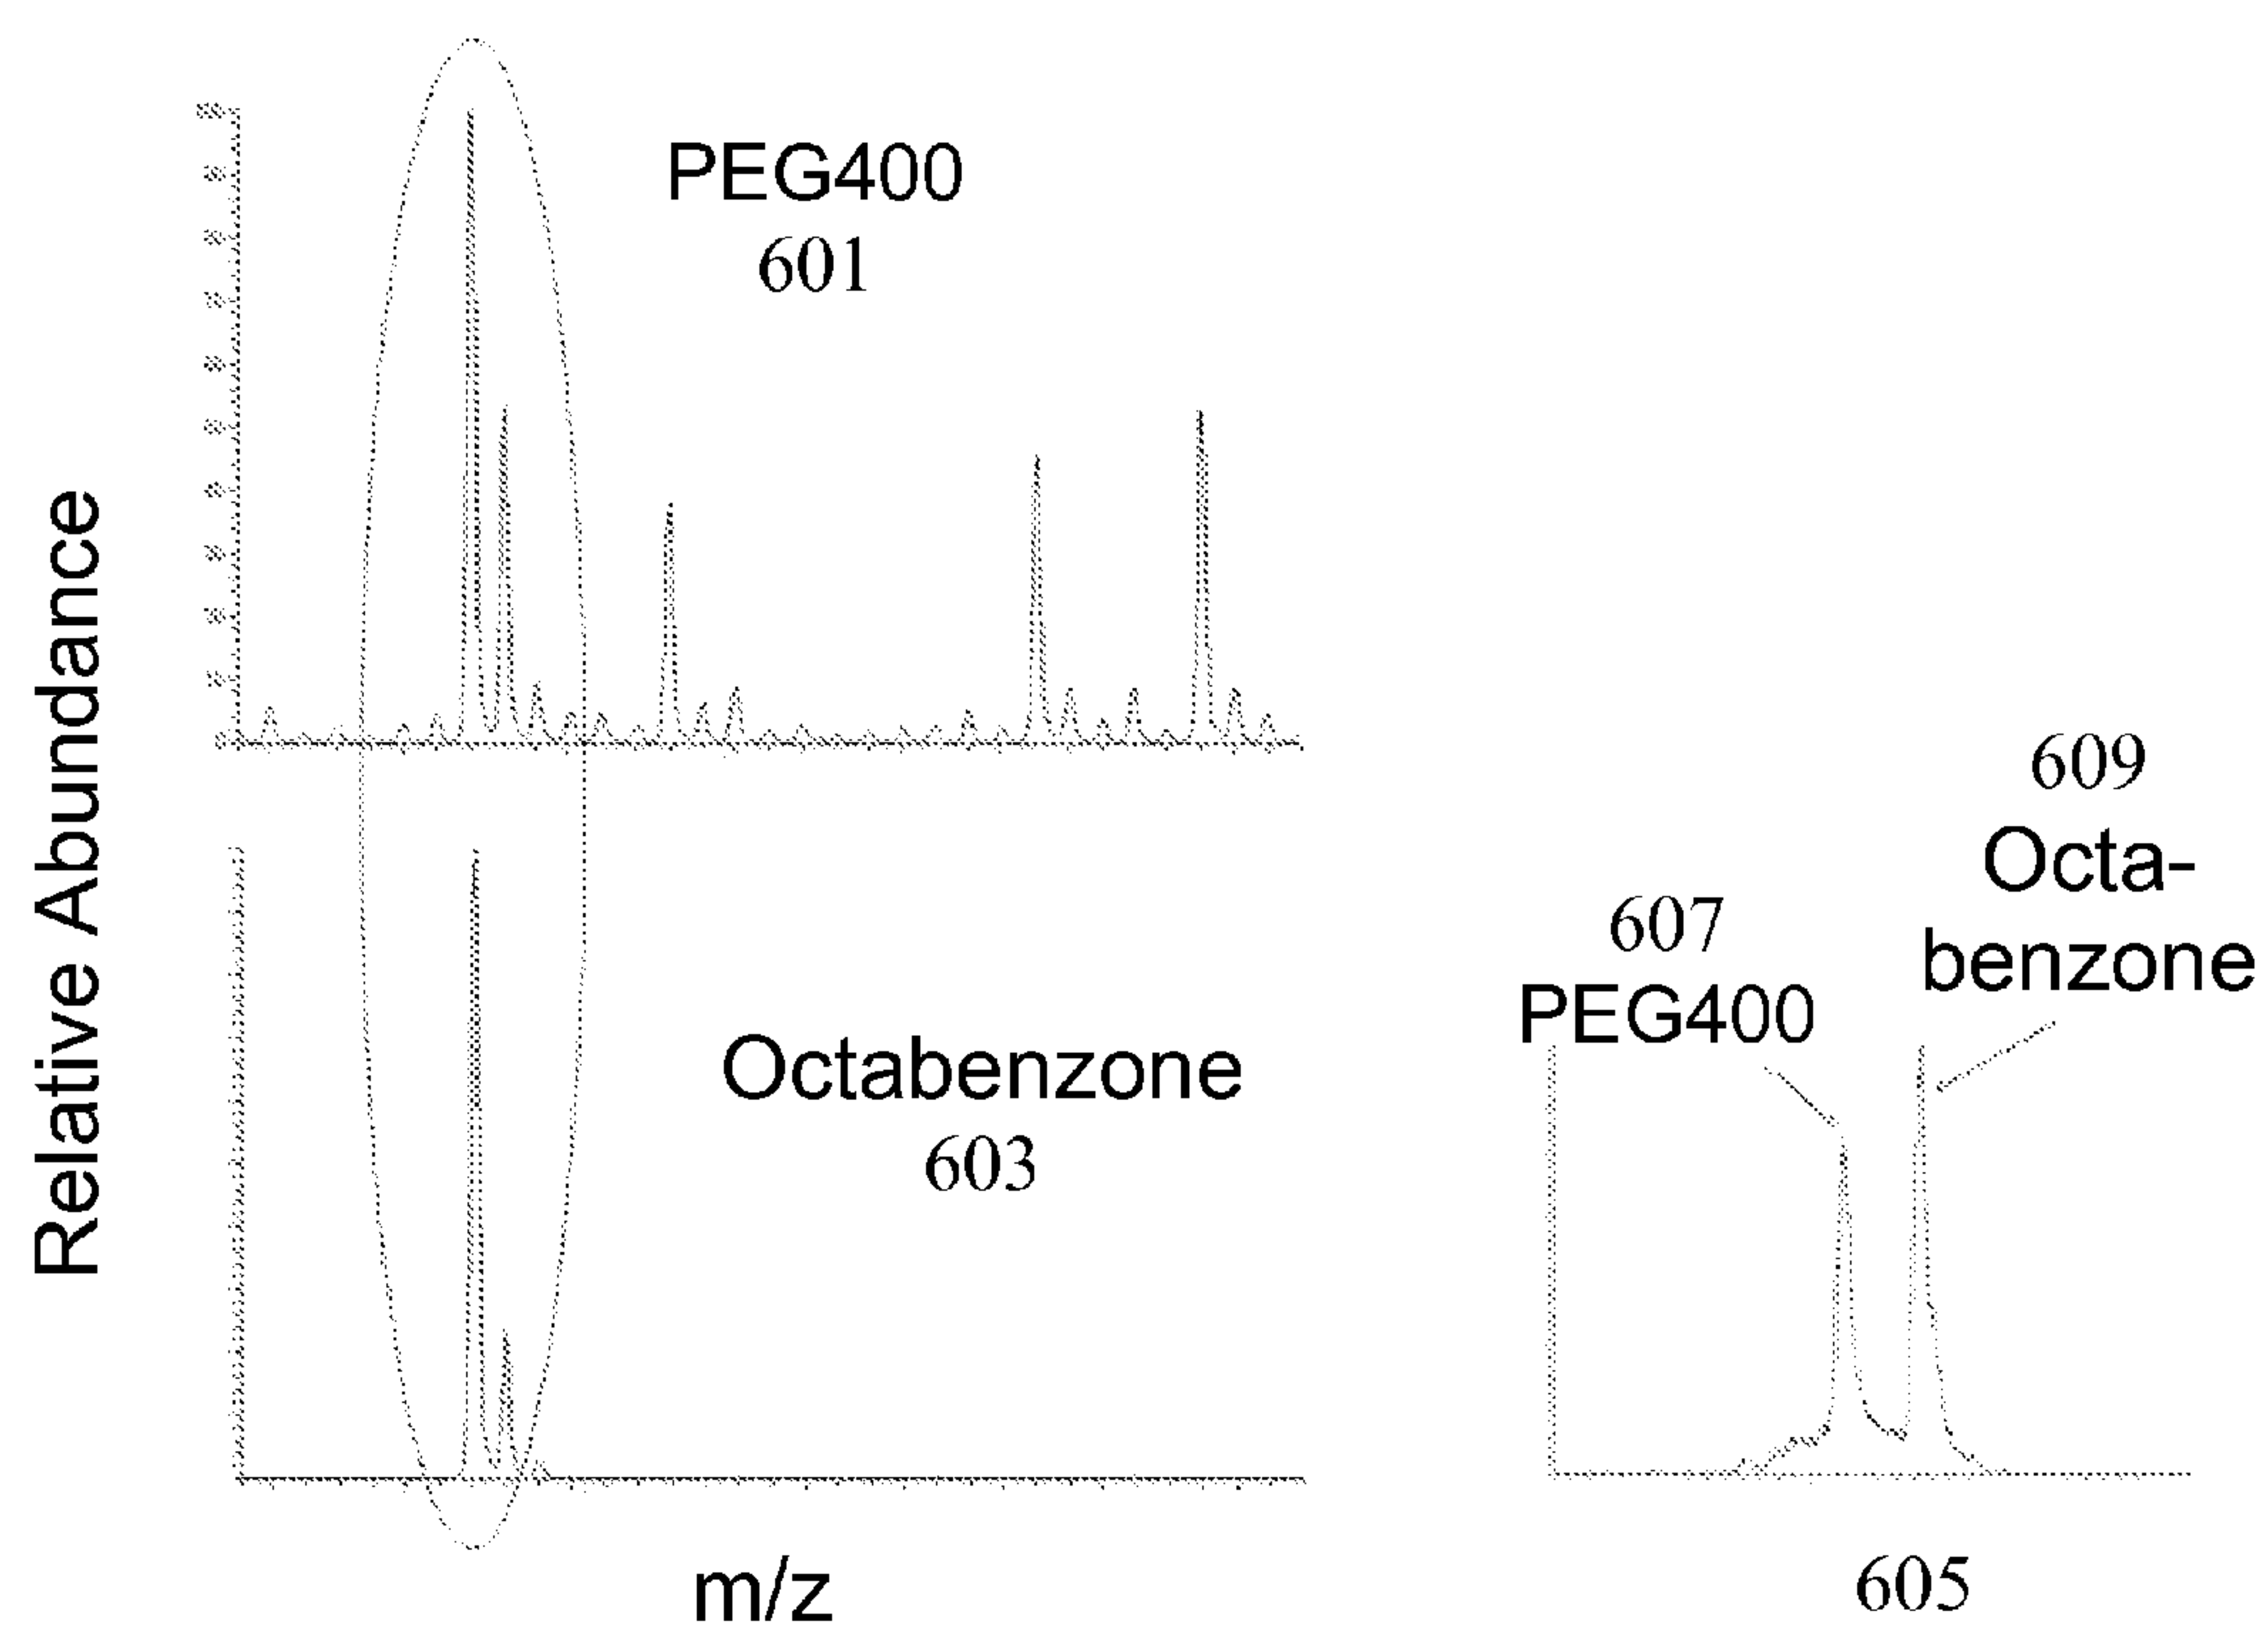 PEG400
601
Relative Abundance
Octabenzone
603
m/z
607
PEG400
609
Octa-
benzone
605